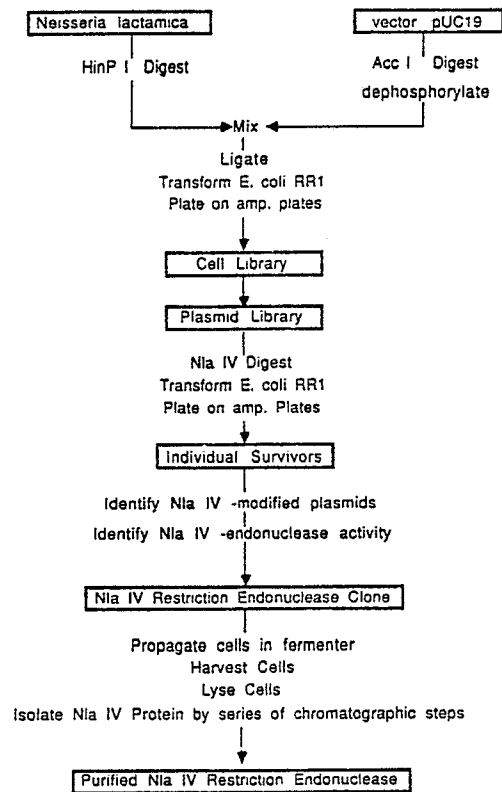 Neisseria lactamica
vector pUC19
HinP I Digest
Acc I Digest
dephosphorylate
Mix
Ligate
Transform E. coli RR1
Plate on amp. plates
Cell Library
Plasmid Library
Nla IV Digest
Transform E. coli RR1
Plate on amp. Plates
Individual Survivors
Identify Nla IV -modified plasmids
Identify Nla IV -endonuclease activity
Nla IV Restriction Endonuclease Clone
Propagate cells in fermenter
Harvest Cells
Lyse Cells
Isolate Nla IV Protein by series of chromatographic steps
Purified Nla IV Restriction Endonuclease